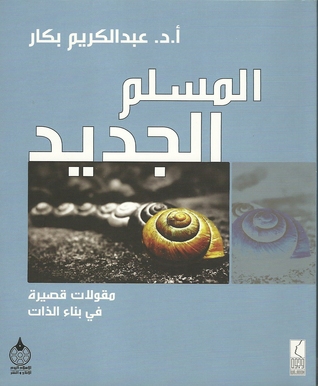 أ.د. عبدالكريم بكار
المسلم
الجديد
مقولات قصيرة
في بناء الذات